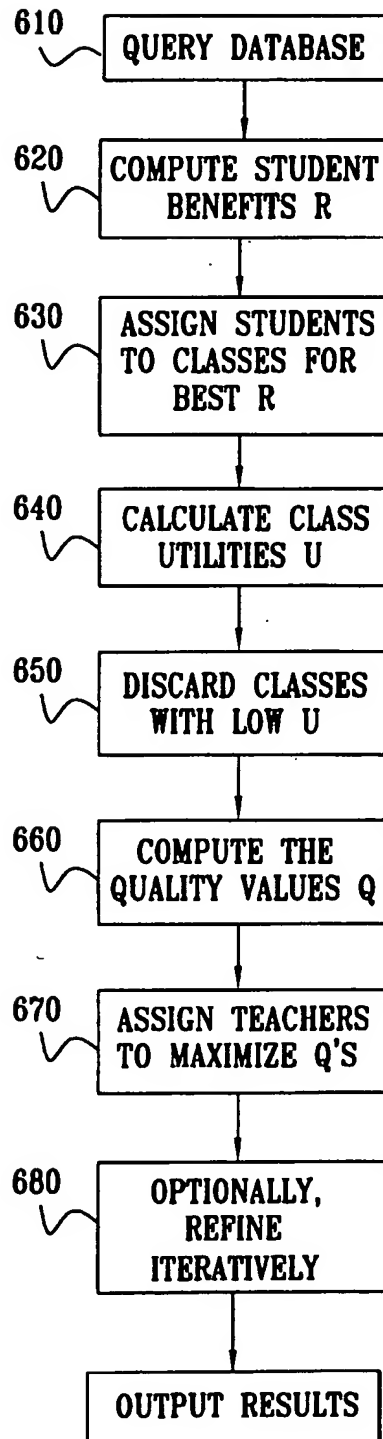 610
QUERY DATABASE
620
COMPUTE STUDENT
BENEFITS R
630
ASSIGN STUDENTS
TO CLASSES FOR
BEST R
640
CALCULATE CLASS
UTILITIES U
650
DISCARD CLASSES
WITH LOW U
660
COMPUTE THE
QUALITY VALUES Q
670
ASSIGN TEACHERS
TO MAXIMIZE Q'S
680
OPTIONALLY,
REFINE
ITERATIVELY
OUTPUT RESULTS